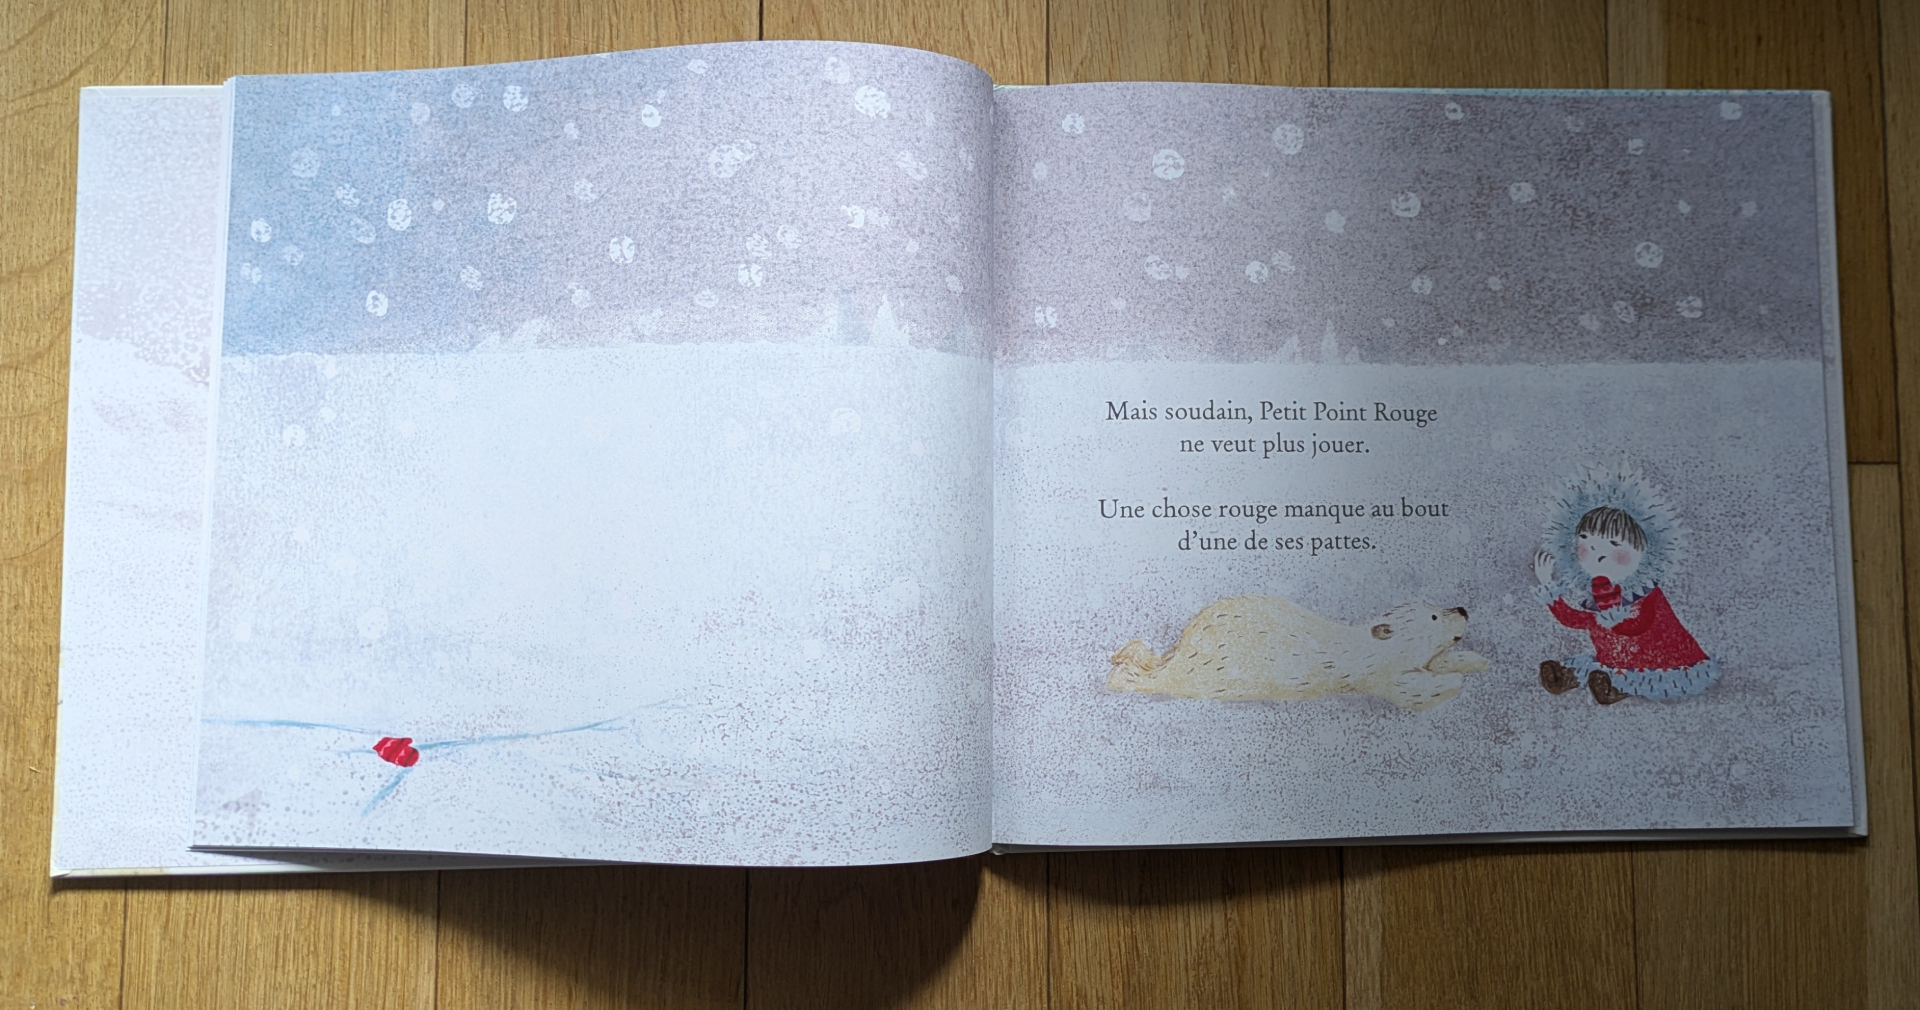 Mais soudain, Petit Point Rouge
ne veut plus jouer.
Une chose rouge manque au bout
d’une de ses pattes.